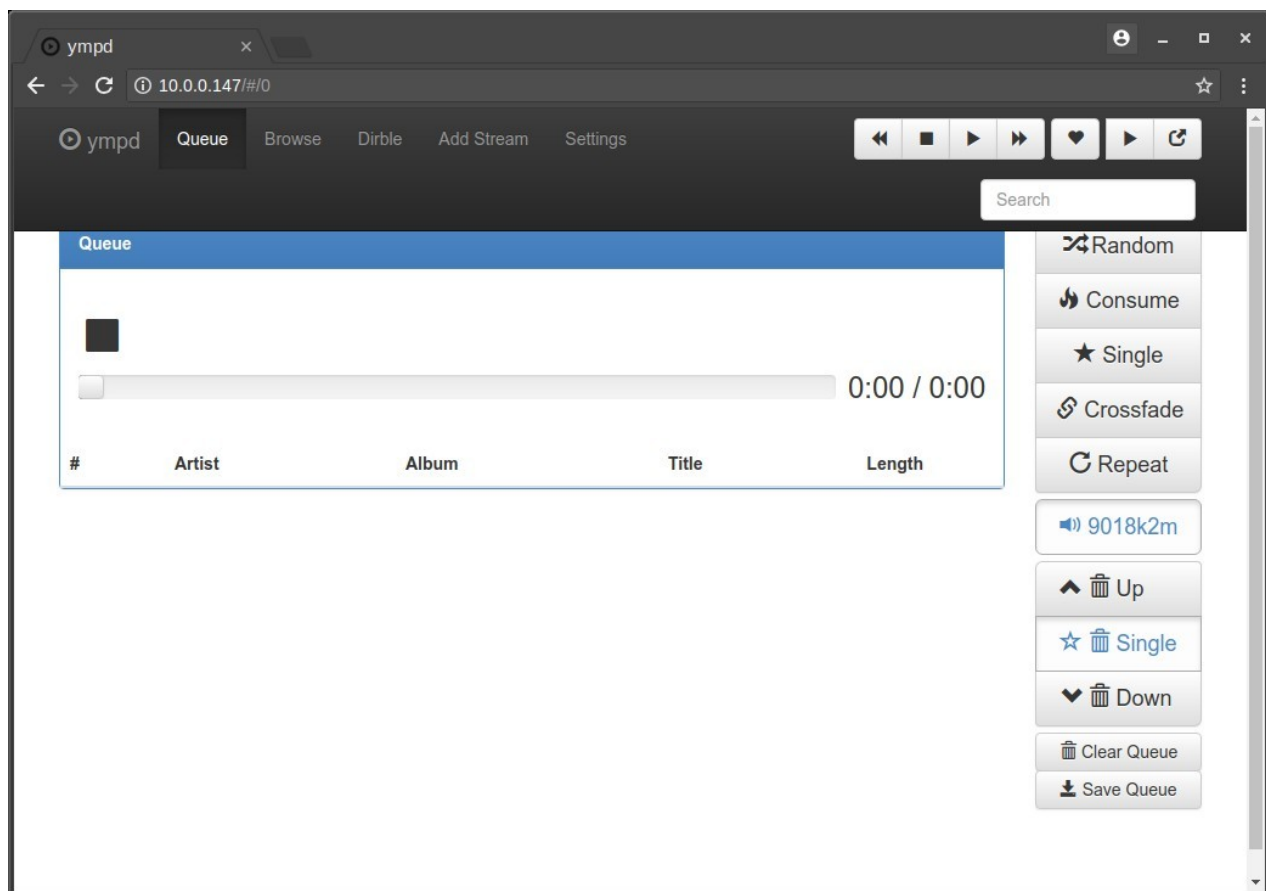 ympd
10.0.0.147/#/0
ympd Queue Browse Dirble Add Stream Settings
Search
Queue
0:00 / 0:00
# Artist Album Title Length
Random
Consume
Single
Crossfade
Repeat
9018k2m
Up
Single
Down
Clear Queue
Save Queue